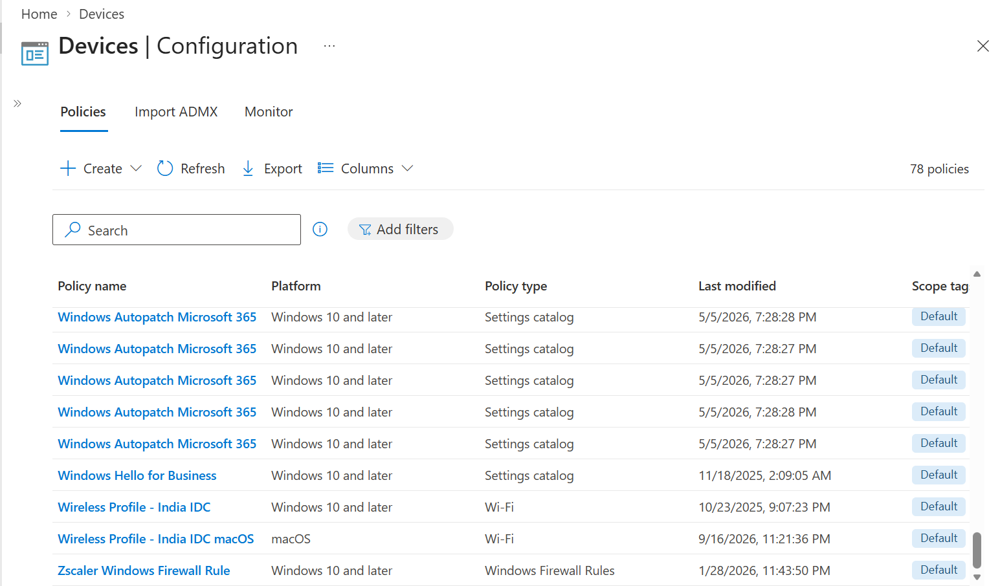 Home > Devices
Devices | Configuration ...
Policies Import ADMX Monitor
Create Refresh Export Columns 78 policies
Search Add filters
Policy name Platform Policy type Last modified Scope tag
Windows Autopatch Microsoft 365 Windows 10 and later Settings catalog 5/5/2026, 7:28:28 PM Default
Windows Autopatch Microsoft 365 Windows 10 and later Settings catalog 5/5/2026, 7:28:27 PM Default
Windows Autopatch Microsoft 365 Windows 10 and later Settings catalog 5/5/2026, 7:28:27 PM Default
Windows Autopatch Microsoft 365 Windows 10 and later Settings catalog 5/5/2026, 7:28:28 PM Default
Windows Autopatch Microsoft 365 Windows 10 and later Settings catalog 5/5/2026, 7:28:27 PM Default
Windows Hello for Business Windows 10 and later Settings catalog 11/18/2025, 2:09:05 AM Default
Wireless Profile - India IDC Windows 10 and later Wi-Fi 10/23/2025, 9:07:23 PM Default
Wireless Profile - India IDC macOS macOS Wi-Fi 9/16/2026, 11:21:36 PM Default
Zscaler Windows Firewall Rule Windows 10 and later Windows Firewall Rules 1/28/2026, 11:43:50 PM Default